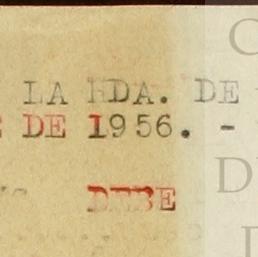 LA HDA. DE
DE 1956. -
DEBE